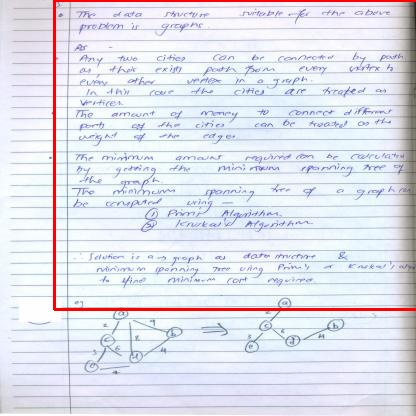 The data structure suitable for the above
problem is graphs.
As -
Any two cities can be connected by path
as there exists path from every vertex to
every other vertex in a graph.
In this case the cities are treated as
vertices.
The amount of money to connect different
parts of the cities can be treated as the
weight of the edges.
The minimum amount required can be calculated
by getting the minimum spanning tree of
the graph.
The minimum spanning tree of a graph can
be computed using —
① Prim's Algorithm.
② Kruskal's Algorithm
∴ Solution is a → graph as data structure &
minimum spanning tree using Prim's or Kruskal's algo
to find minimum cost required.
eg
a
a
2
9
8
b
c
c
6
b
3
6
4
3
d
4
e
d
e